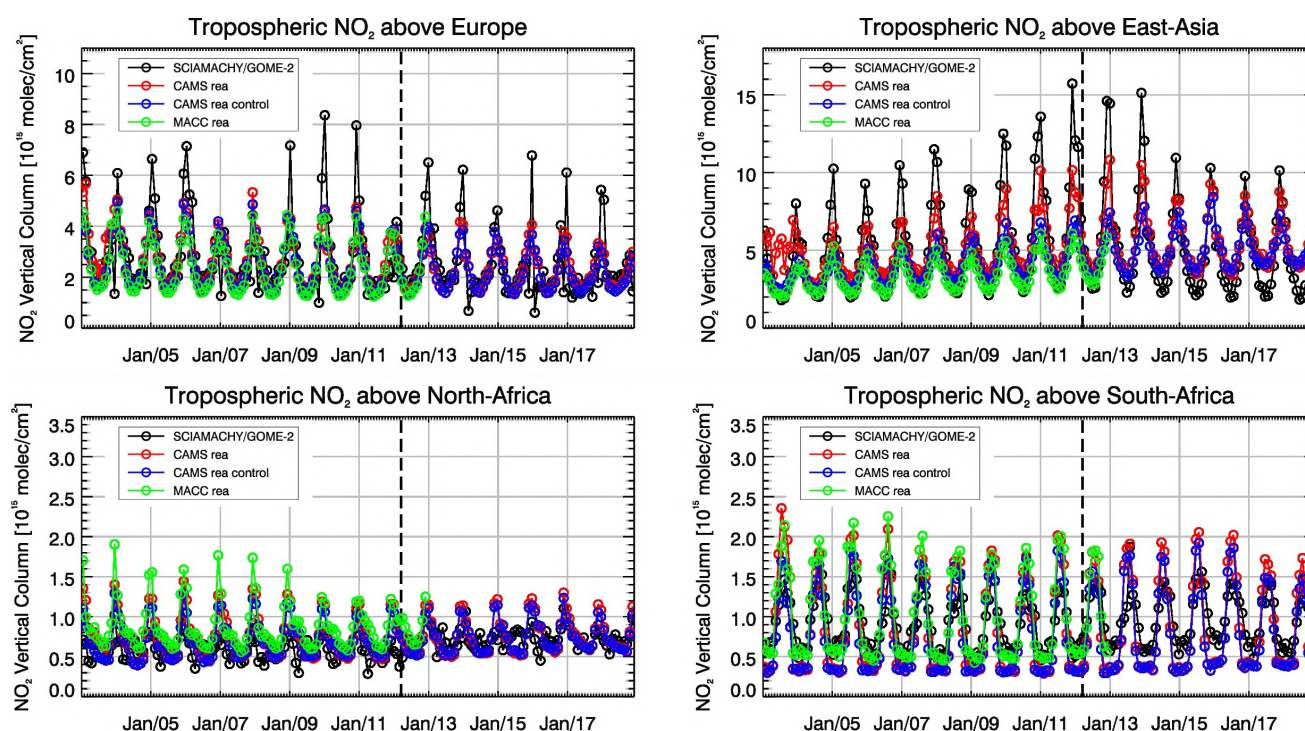 Tropospheric NO₂ above Europe
NO₂ Vertical Column [10¹⁵ molec/cm²]
10
8
6
4
2
0
SCIAMACHY/GOME-2
CAMS rea
CAMS rea control
MACC rea
Jan/05 Jan/07 Jan/09 Jan/11 Jan/13 Jan/15 Jan/17
Tropospheric NO₂ above East-Asia
NO₂ Vertical Column [10¹⁵ molec/cm²]
15
10
5
0
SCIAMACHY/GOME-2
CAMS rea
CAMS rea control
MACC rea
Jan/05 Jan/07 Jan/09 Jan/11 Jan/13 Jan/15 Jan/17
Tropospheric NO₂ above North-Africa
NO₂ Vertical Column [10¹⁵ molec/cm²]
3.5
3.0
2.5
2.0
1.5
1.0
0.5
0.0
SCIAMACHY/GOME-2
CAMS rea
CAMS rea control
MACC rea
Jan/05 Jan/07 Jan/09 Jan/11 Jan/13 Jan/15 Jan/17
Tropospheric NO₂ above South-Africa
NO₂ Vertical Column [10¹⁵ molec/cm²]
3.5
3.0
2.5
2.0
1.5
1.0
0.5
0.0
SCIAMACHY/GOME-2
CAMS rea
CAMS rea control
MACC rea
Jan/05 Jan/07 Jan/09 Jan/11 Jan/13 Jan/15 Jan/17